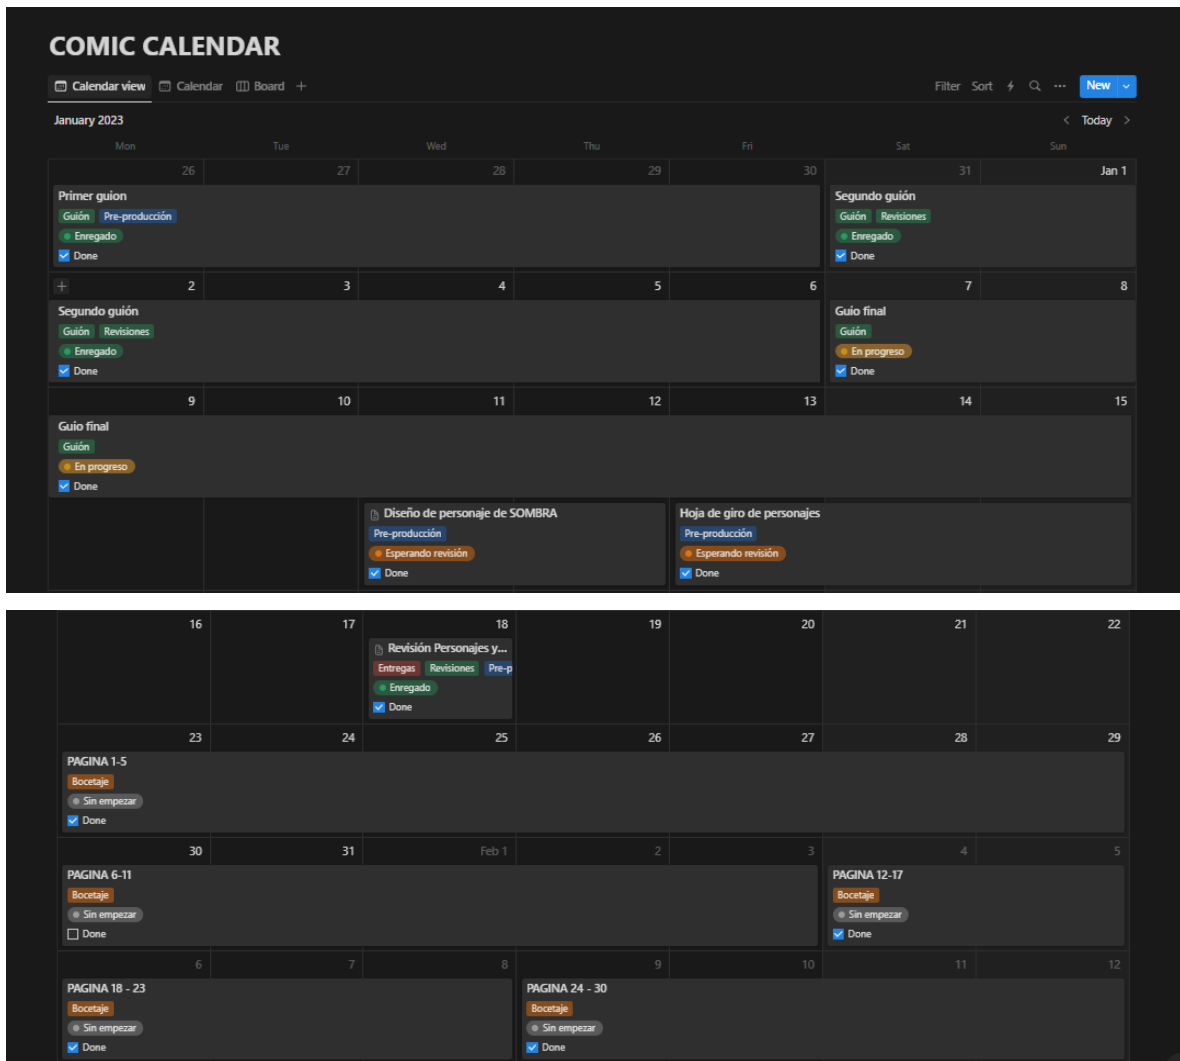 COMIC CALENDAR
Calendar view Calendar Board + Filter Sort New
January 2023 < Today >
Mon Tue Wed Thu Fri Sat Sun
26 27 28 29 30 31 Jan 1
Primer guion Segundo guión
Guión Pre-producción Guión Revisiones
Enregado Enregado
Done Done
+ 2 3 4 5 6 7 8
Segundo guión Guio final
Guión Revisiones Guión
Enregado En progreso
Done Done
9 10 11 12 13 14 15
Guio final
Guión
En progreso
Done
Diseño de personaje de SOMBRA Hoja de giro de personajes
Pre-producción Pre-producción
Esperando revisión Esperando revisión
Done Done
16 17 18 19 20 21 22
Revisión Personajes y...
Entregas Revisiones Pre-p
Enregado
Done
23 24 25 26 27 28 29
PAGINA 1-5
Bocetaje
Sin empezar
Done
30 31 Feb 1 2 3 4 5
PAGINA 6-11 PAGINA 12-17
Bocetaje Bocetaje
Sin empezar Sin empezar
Done Done
6 7 8 9 10 11 12
PAGINA 18 - 23 PAGINA 24 - 30
Bocetaje Bocetaje
Sin empezar Sin empezar
Done Done